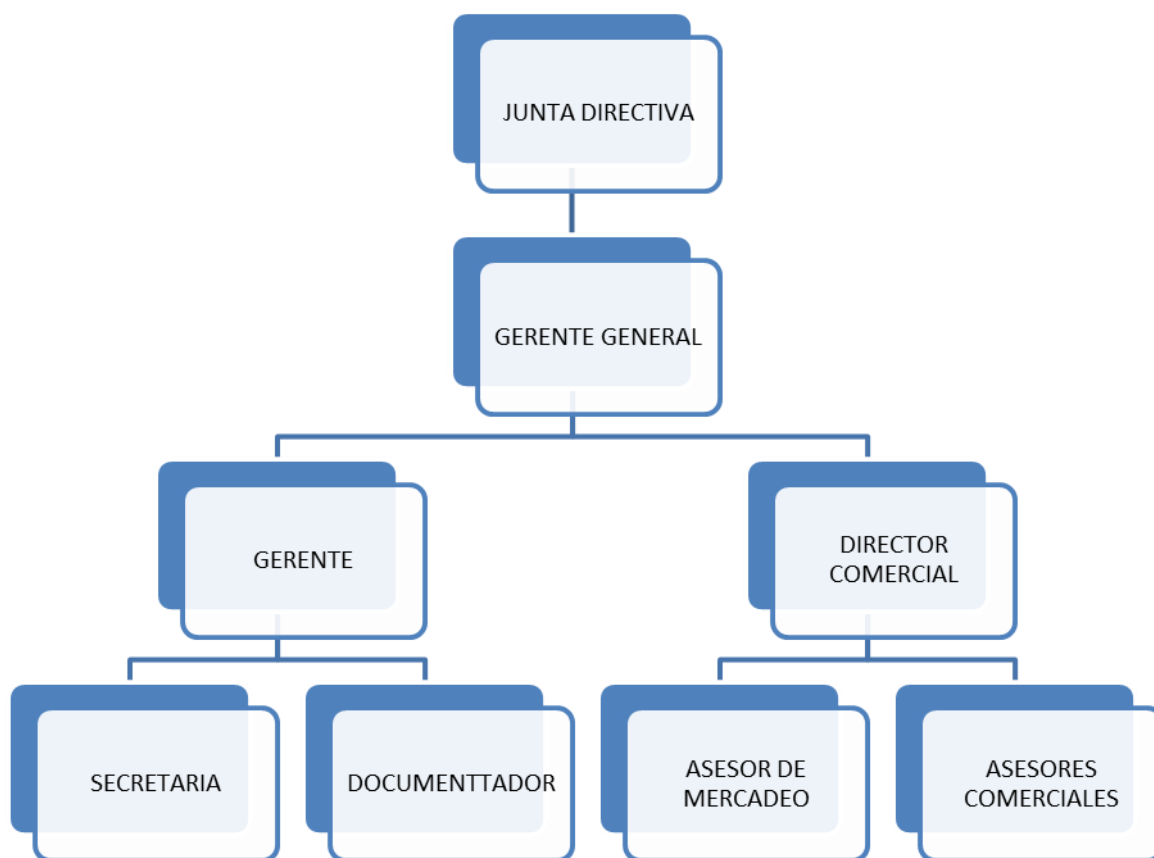 JUNTA DIRECTIVA
GERENTE GENERAL
GERENTE
DIRECTOR
COMERCIAL
SECRETARIA
DOCUMENTTADOR
ASESOR DE
MERCADEO
ASESORES
COMERCIALES